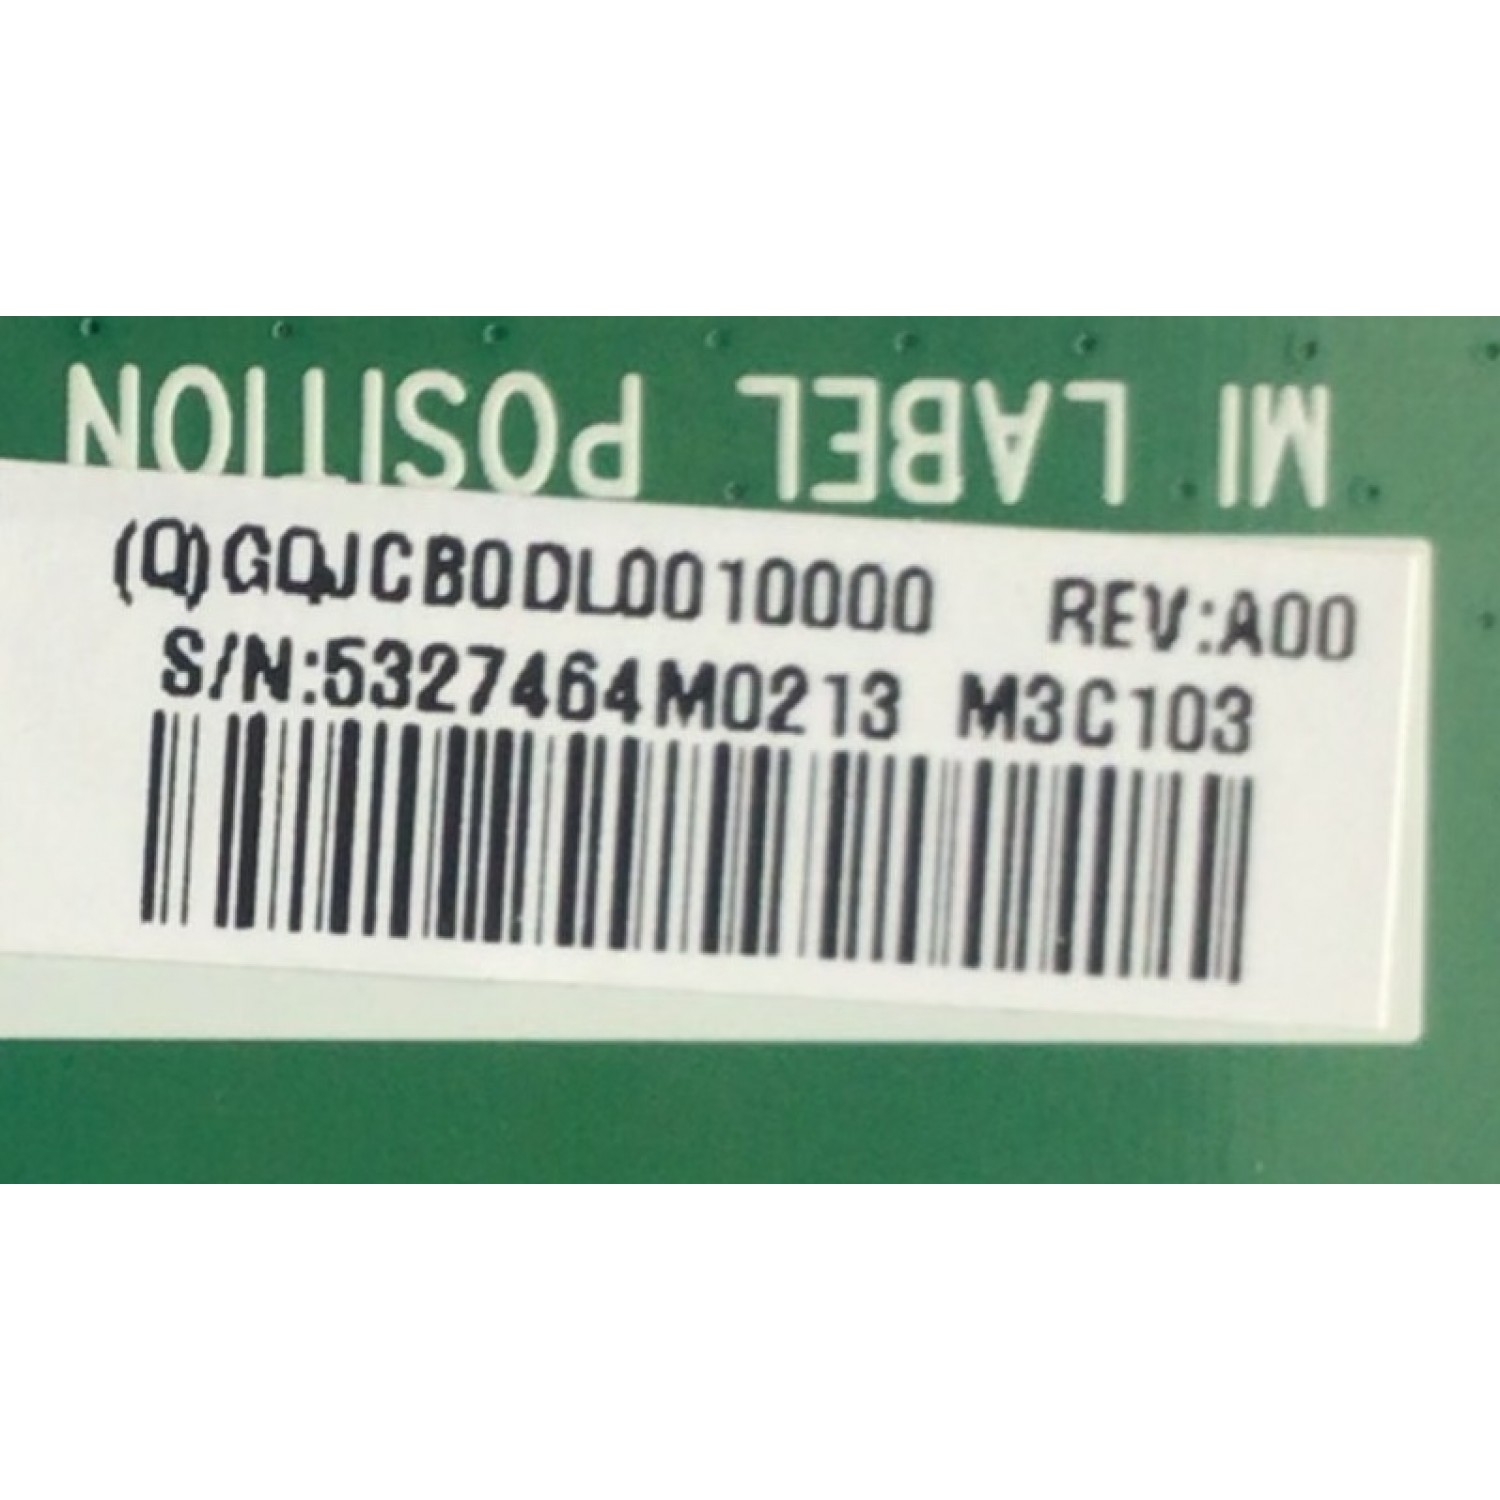 MI LABEL POSITION
(Q)GQJCB0DL0010000 REV:A00
S/N:5327464M0213 M3C103